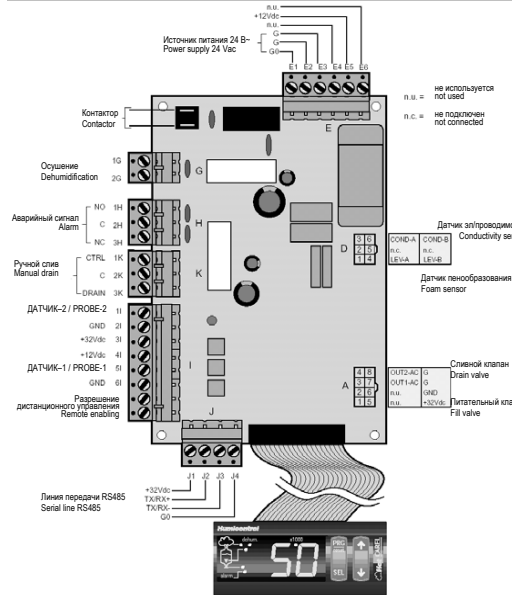 n.u.
+12Vdc
n.u.
Источник питания 24 В~
Power supply 24 Vac
G
G
G0
E1 E2 E3 E4 E5 E6
E
n.u. = не используется
not used
n.c. = не подключен
not connected
Контактор
Contactor
Осушение
Dehumidification
1G
2G
G
Аварийный сигнал
Alarm
NO 1H
C 2H
NC 3H
H
Ручной слив
Manual drain
CTRL 1K
C 2K
DRAIN 3K
K
Датчик эл/проводимо
Conductivity se
D
3 6 COND-A COND-B
2 5 n.c. n.c.
1 4 LEV-A LEV-B
Датчик пенообразования
Foam sensor
ДАТЧИК–2 / PROBE-2 1I
GND 2I
+32Vdc 3I
+12Vdc 4I
ДАТЧИК–1 / PROBE-1 5I
GND 6I
Разрешение
дистанционного управления
Remote enabling
I
J
A
4 8 OUT2-AC G
3 7 OUT1-AC G
2 6 n.u. GND
1 5 n.u. +32Vdc
Сливной клапан
Drain valve
Питательный кла
Fill valve
J1 J2 J3 J4
+32Vdc
TX/RX+
TX/RX-
G0
Линия передачи RS485
Serial line RS485
Humicontrol
dehum.
x1000
50
alarm
PRG
SEL
CAREL